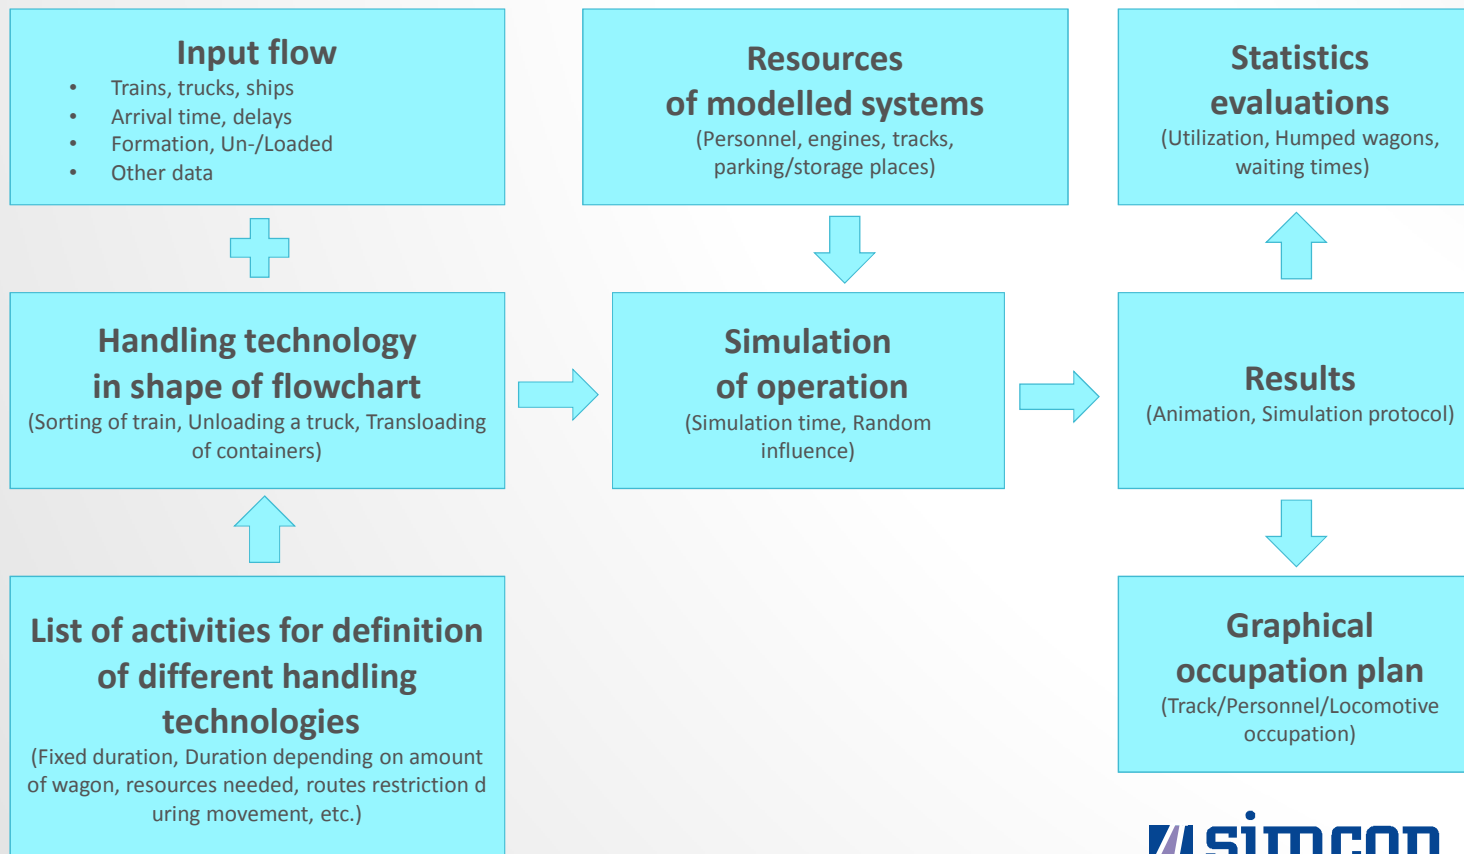 Input flow
• Trains, trucks, ships
• Arrival time, delays
• Formation, Un-/Loaded
• Other data
Resources
of modelled systems
(Personnel, engines, tracks,
parking/storage places)
Statistics
evaluations
(Utilization, Humped wagons,
waiting times)
Handling technology
in shape of flowchart
(Sorting of train, Unloading a truck, Transloading
of containers)
Simulation
of operation
(Simulation time, Random
influence)
Results
(Animation, Simulation protocol)
List of activities for definition
of different handling
technologies
(Fixed duration, Duration depending on amount
of wagon, resources needed, routes restriction d
uring movement, etc.)
Graphical
occupation plan
(Track/Personnel/Locomotive
occupation)
simcon